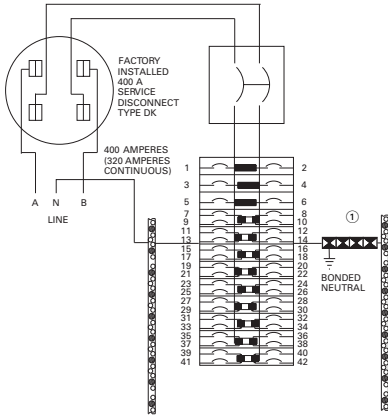 FACTORY
INSTALLED
400 A
SERVICE
DISCONNECT
TYPE DK
400 AMPERES
(320 AMPERES
CONTINUOUS)
A N B
LINE
1 2
3 4
5 6
7 8
9 10
11 12
13 14
15 16
17 18
19 20
21 22
23 24
25 26
27 28
29 30
31 32
33 34
35 36
37 38
39 40
41 42
1
BONDED
NEUTRAL